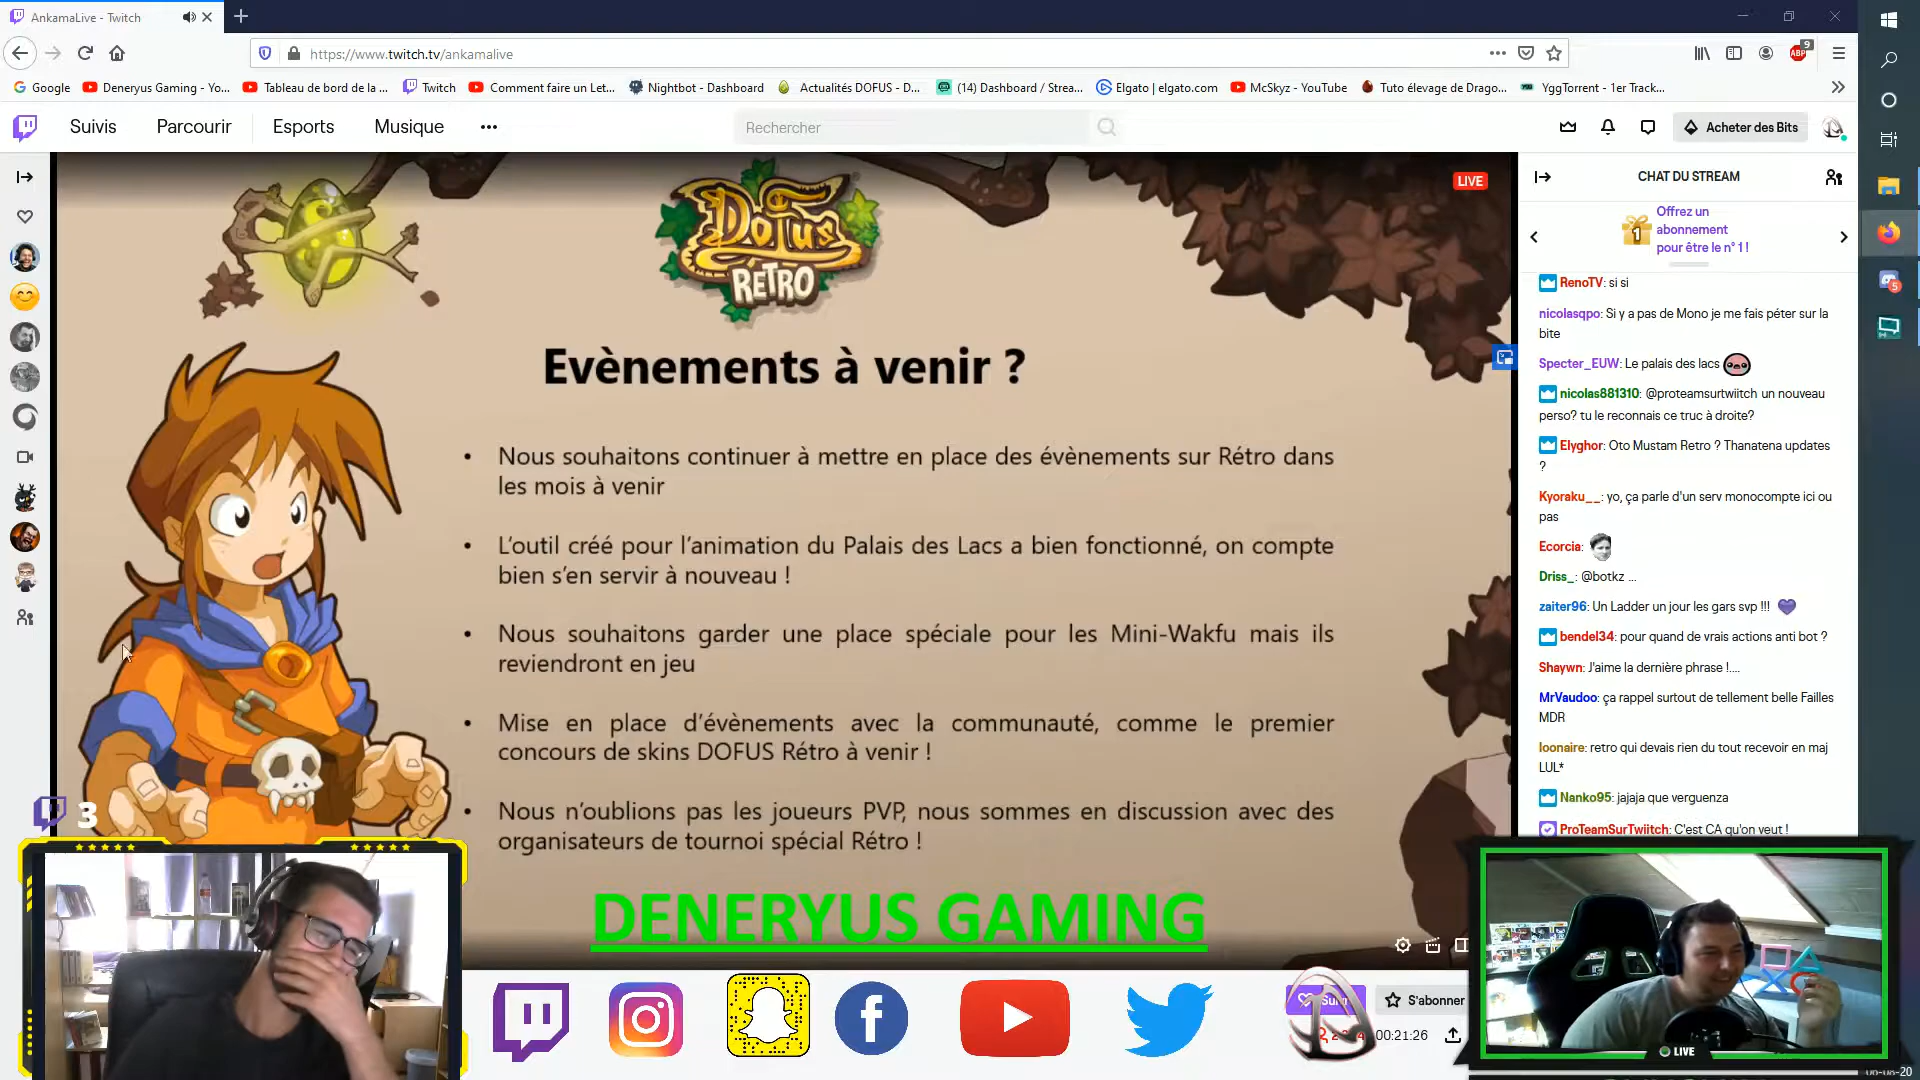 AnkamaLive - Twitch
https://www.twitch.tv/ankamalive
ABP
9
Google
Deneryus Gaming - Yo...
Tableau de bord de la ...
Twitch
Comment faire un Let...
Nightbot - Dashboard
Actualités DOFUS - D...
(14) Dashboard / Strea...
Elgato | elgato.com
McSkyz - YouTube
Tuto élevage de Drago...
YggTorrent - 1er Track...
Suivis
Parcourir
Esports
Musique
Rechercher
Acheter des Bits
LIVE
DOFUS
RETRO
Evènements à venir ?
• Nous souhaitons continuer à mettre en place des évènements sur Rétro dans
les mois à venir
• L'outil créé pour l'animation du Palais des Lacs a bien fonctionné, on compte
bien s'en servir à nouveau !
• Nous souhaitons garder une place spéciale pour les Mini-Wakfu mais ils
reviendront en jeu
• Mise en place d'évènements avec la communauté, comme le premier
concours de skins DOFUS Rétro à venir !
• Nous n'oublions pas les joueurs PVP, nous sommes en discussion avec des
organisateurs de tournoi spécial Rétro !
3
DENERYUS GAMING
S'abonner
00:21:26
CHAT DU STREAM
1
Offrez un
abonnement
pour être le n° 1 !
RenoTV: si si
nicolasqpo: Si y a pas de Mono je me fais péter sur la
bite
Specter_EUW: Le palais des lacs
nicolas881310: @proteamsurtwiitch un nouveau
perso? tu le reconnais ce truc à droite?
Elyghor: Oto Mustam Retro ? Thanatena updates
?
Kyoraku__: yo, ça parle d'un serv monocompte ici ou
pas
Ecorcia:
Driss_: @botkz ...
zaiter96: Un Ladder un jour les gars svp !!!
bendel34: pour quand de vrais actions anti bot ?
Shaywn: J'aime la dernière phrase !....
MrVaudoo: ça rappel surtout de tellement belle Failles
MDR
loonaire: retro qui devais rien du tout recevoir en maj
LUL*
Nanko95: jajaja que verguenza
ProTeamSurTwiitch: C'est CA qu'on veut !
LIVE
5